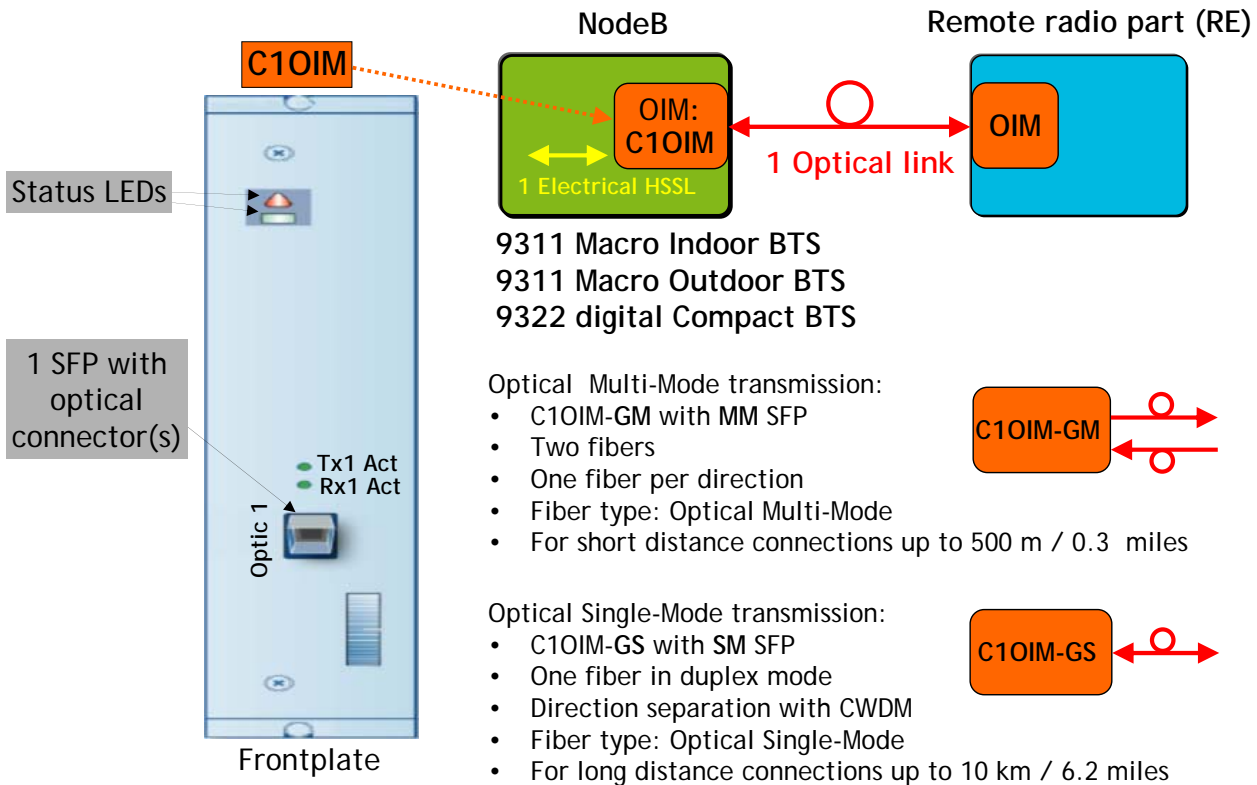 NodeB
Remote radio part (RE)
C1OIM
OIM:
C1OIM
1 Electrical HSSL
1 Optical link
OIM
Status LEDs
9311 Macro Indoor BTS
9311 Macro Outdoor BTS
9322 digital Compact BTS
1 SFP with
optical
connector(s)
Tx1 Act
Rx1 Act
Optic 1
Frontplate
Optical Multi-Mode transmission:
• C1OIM-GM with MM SFP
• Two fibers
• One fiber per direction
• Fiber type: Optical Multi-Mode
• For short distance connections up to 500 m / 0.3 miles
C1OIM-GM
Optical Single-Mode transmission:
• C1OIM-GS with SM SFP
• One fiber in duplex mode
• Direction separation with CWDM
• Fiber type: Optical Single-Mode
• For long distance connections up to 10 km / 6.2 miles
C1OIM-GS